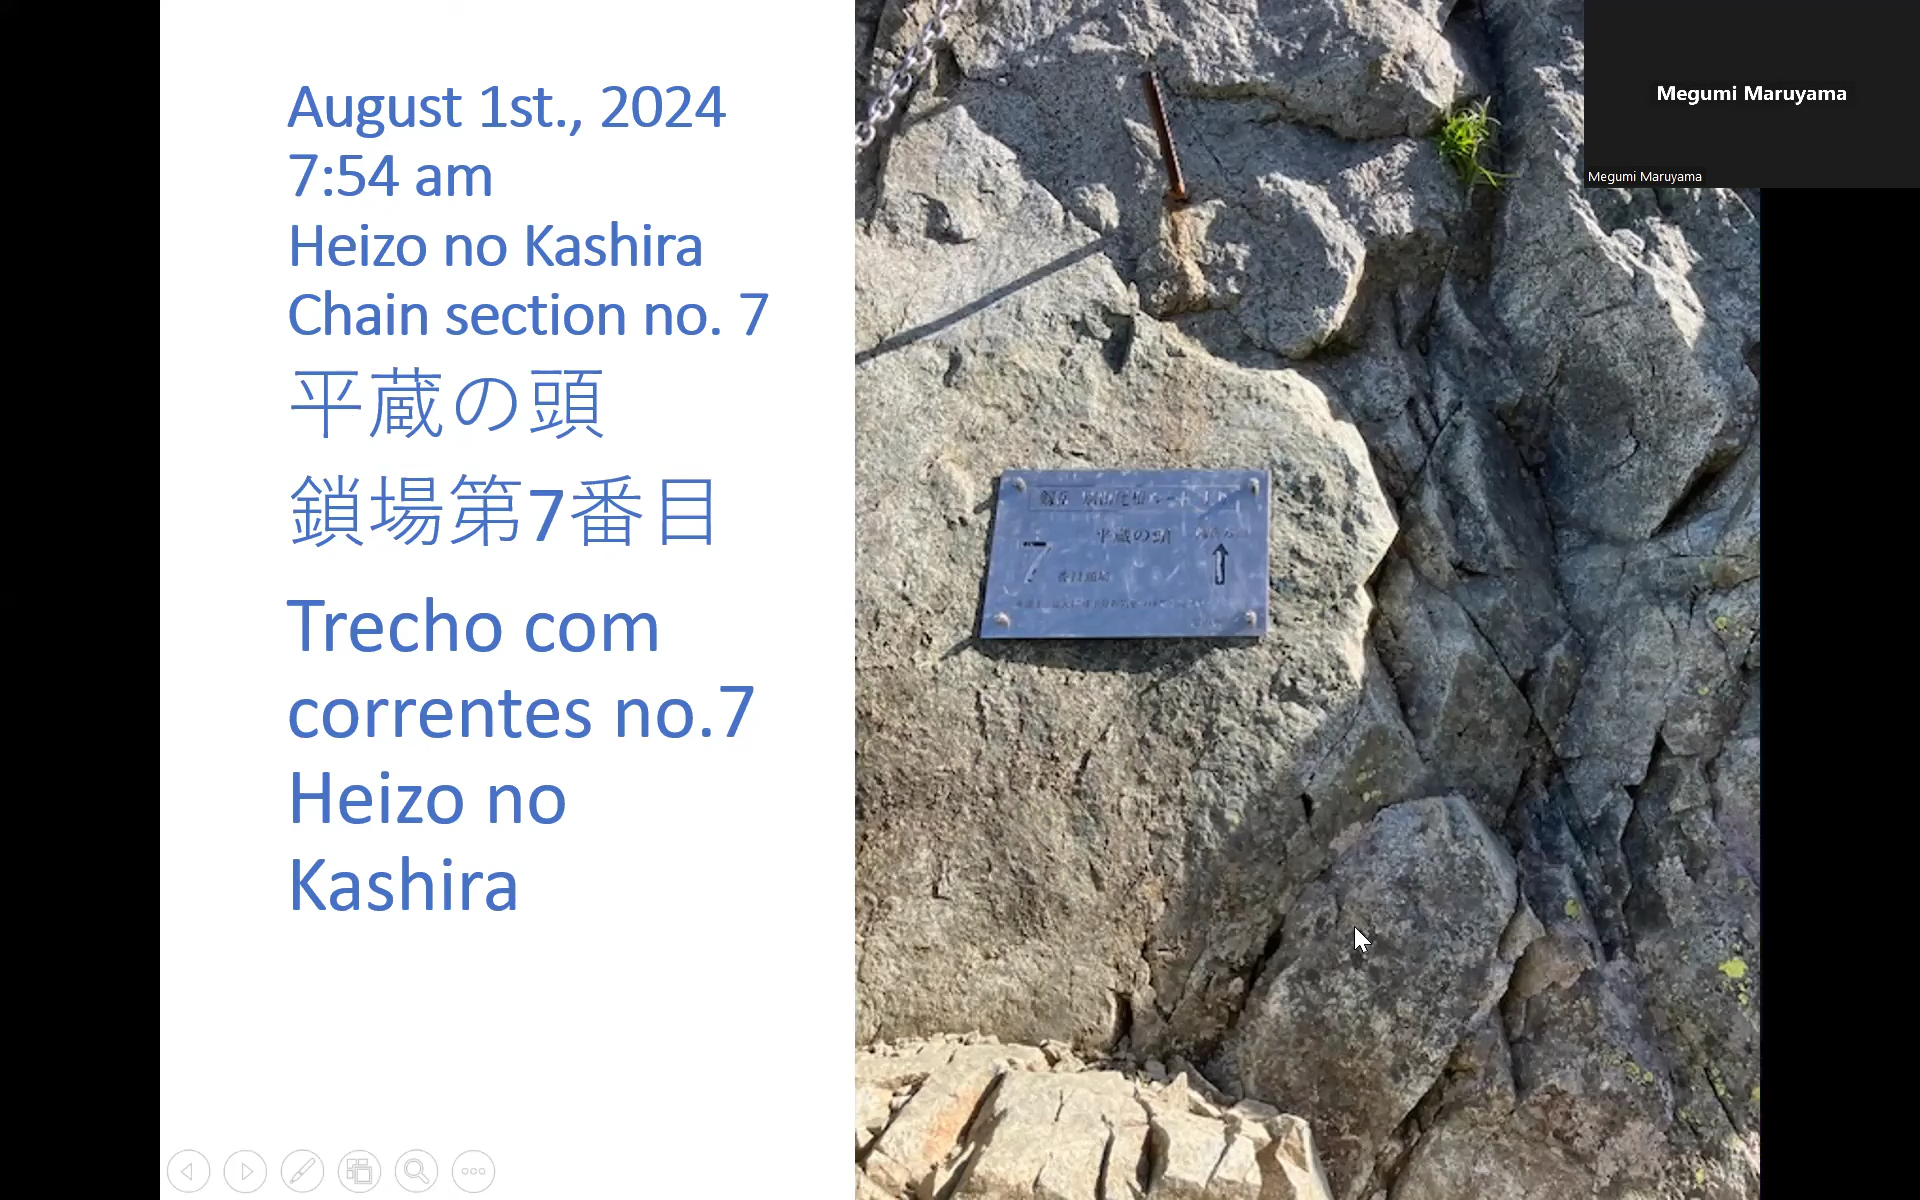 August 1st., 2024
7:54 am
Heizo no Kashira
Chain section no. 7
平蔵の頭
鎖場第7番目
Trecho com
correntes no.7
Heizo no
Kashira
平蔵の頭
7
Megumi Maruyama
Megumi Maruyama